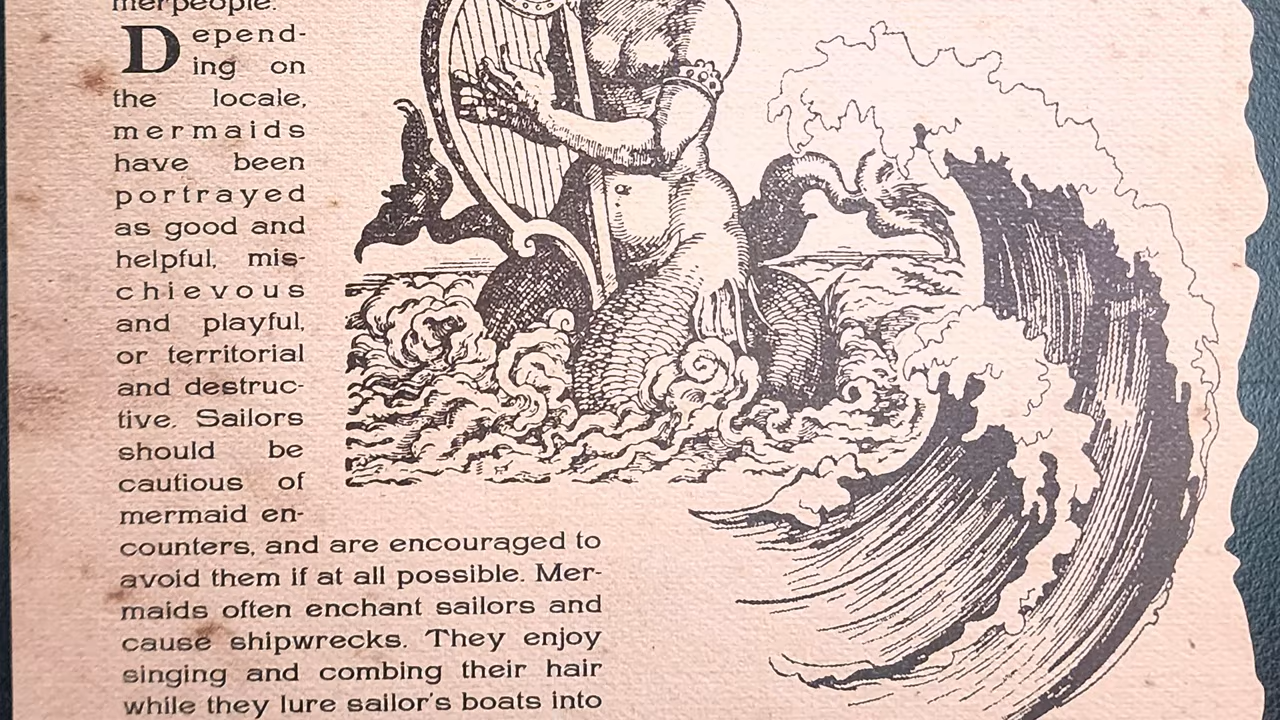 merpeople.
Depend-
ing on
the locale,
mermaids
have been
portrayed
as good and
helpful, mis-
chievous
and playful,
or territorial
and destruc-
tive. Sailors
should be
cautious of
mermaid en-
counters, and are encouraged to
avoid them if at all possible. Mer-
maids often enchant sailors and
cause shipwrecks. They enjoy
singing and combing their hair
while they lure sailor's boats into